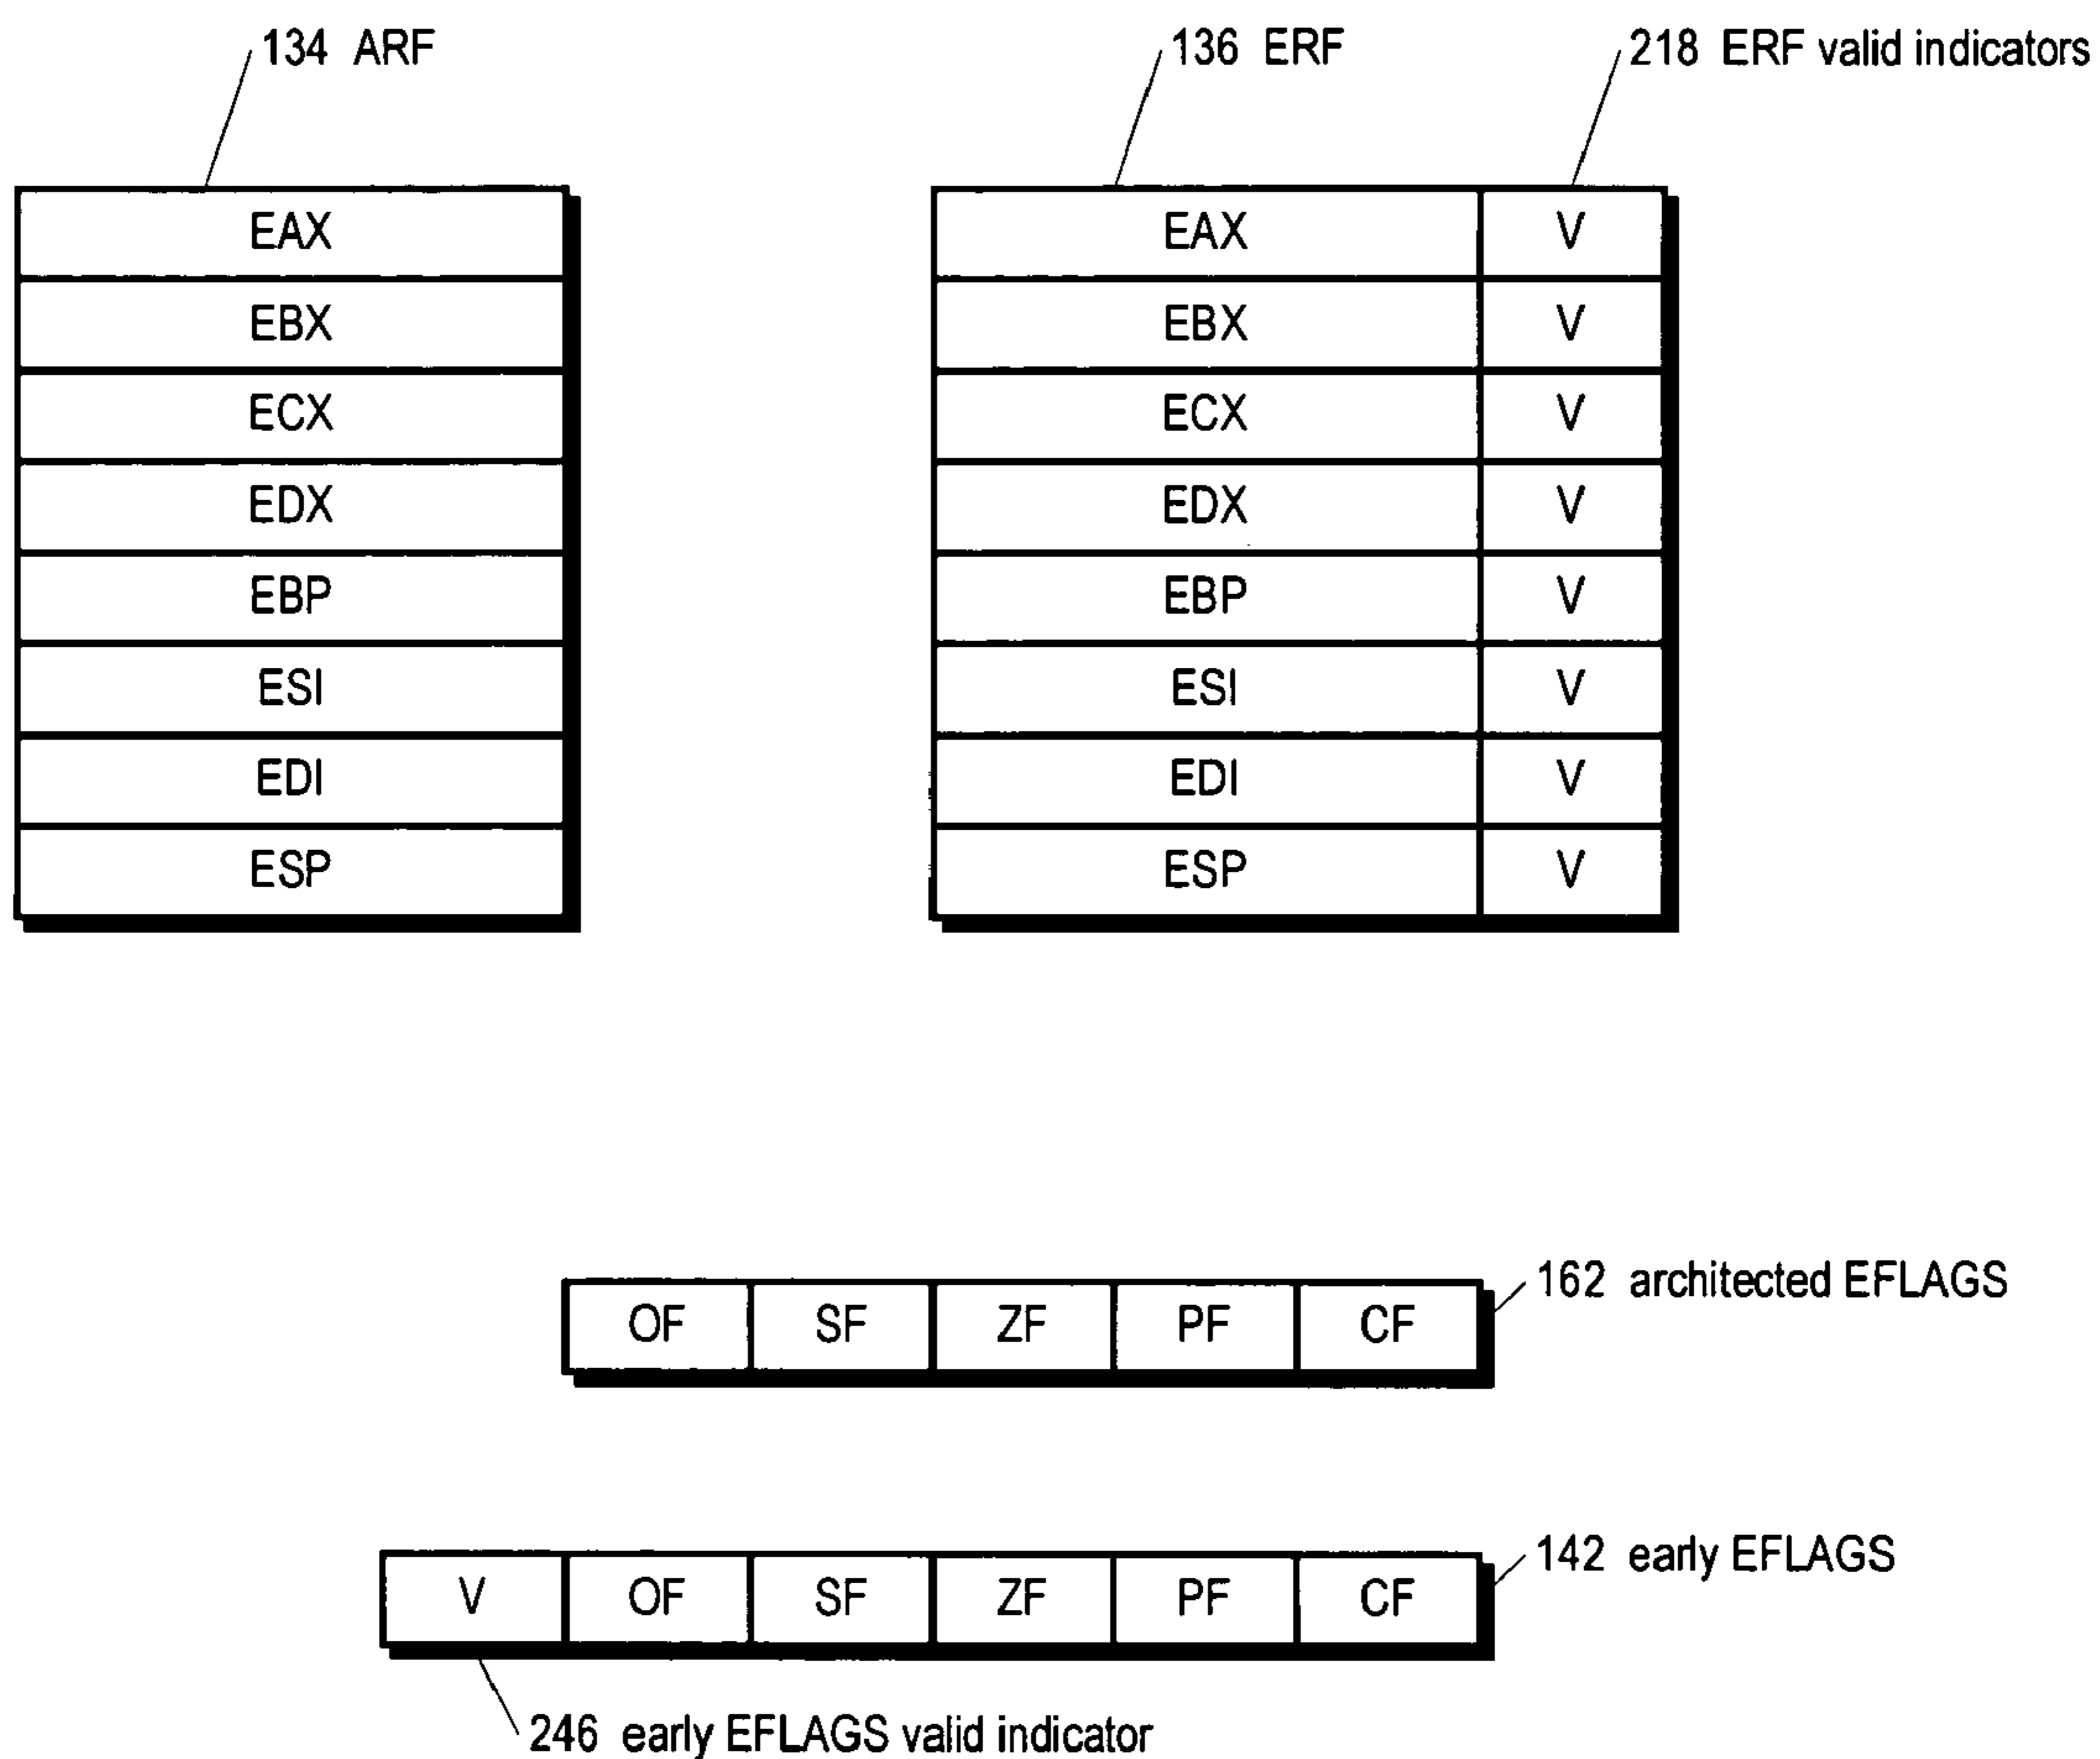 134 ARF
136 ERF
218 ERF valid indicators
EAX
EBX
ECX
EDX
EBP
ESI
EDI
ESP
EAX V
EBX V
ECX V
EDX V
EBP V
ESI V
EDI V
ESP V
OF SF ZF PF CF
162 architected EFLAGS
V OF SF ZF PF CF
142 early EFLAGS
246 early EFLAGS valid indicator